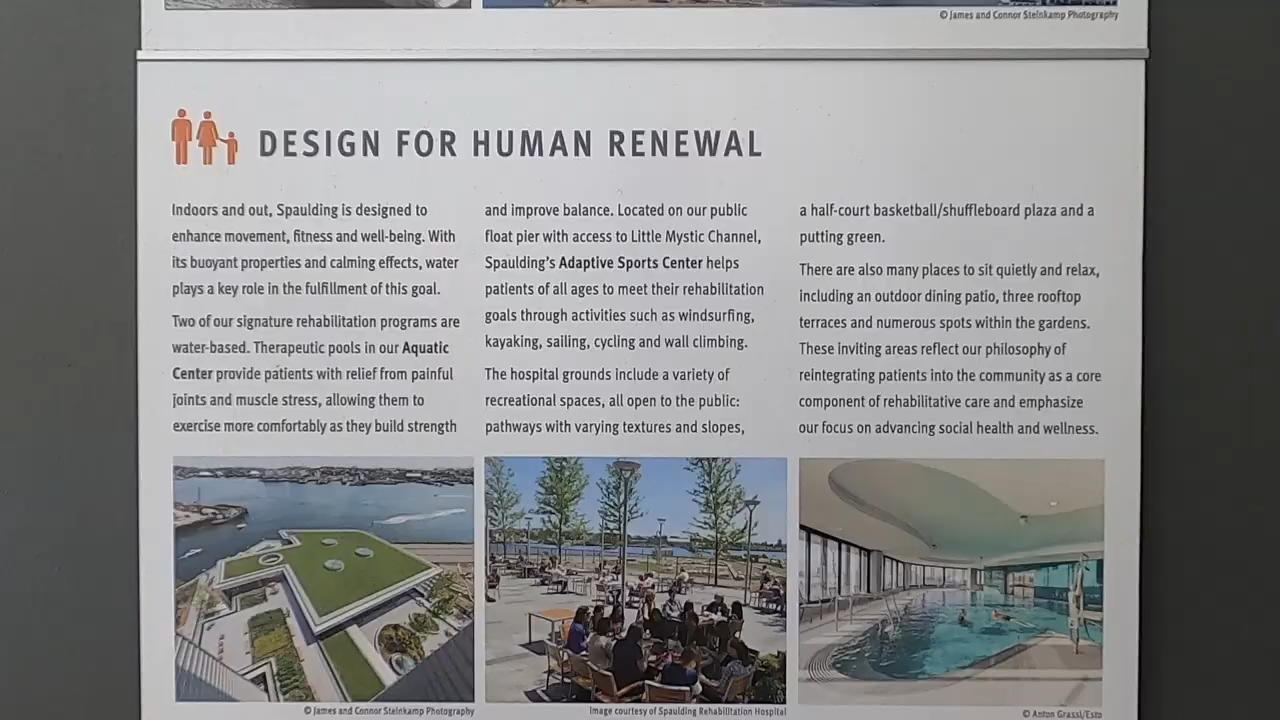 © James and Connor Steinkamp Photography
DESIGN FOR HUMAN RENEWAL
Indoors and out, Spaulding is designed to
enhance movement, fitness and well-being. With
its buoyant properties and calming effects, water
plays a key role in the fulfillment of this goal.
Two of our signature rehabilitation programs are
water-based. Therapeutic pools in our Aquatic
Center provide patients with relief from painful
joints and muscle stress, allowing them to
exercise more comfortably as they build strength
and improve balance. Located on our public
float pier with access to Little Mystic Channel,
Spaulding's Adaptive Sports Center helps
patients of all ages to meet their rehabilitation
goals through activities such as windsurfing,
kayaking, sailing, cycling and wall climbing.
The hospital grounds include a variety of
recreational spaces, all open to the public:
pathways with varying textures and slopes,
a half-court basketball/shuffleboard plaza and a
putting green.
There are also many places to sit quietly and relax,
including an outdoor dining patio, three rooftop
terraces and numerous spots within the gardens.
These inviting areas reflect our philosophy of
reintegrating patients into the community as a core
component of rehabilitative care and emphasize
our focus on advancing social health and wellness.
© James and Connor Steinkamp Photography
Image courtesy of Spaulding Rehabilitation Hospital
© Anton Grassl/Esto